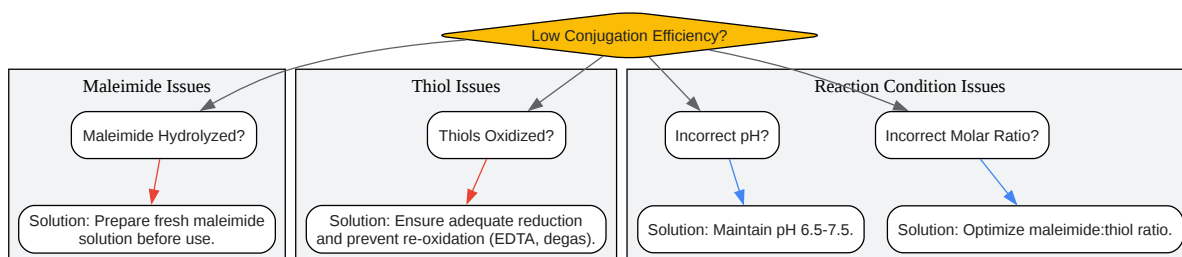 Low Conjugation Efficiency?
Maleimide Issues
Thiol Issues
Reaction Condition Issues
Maleimide Hydrolyzed?
Thiols Oxidized?
Incorrect pH?
Incorrect Molar Ratio?
Solution: Prepare fresh maleimide
solution before use.
Solution: Ensure adequate reduction
and prevent re-oxidation (EDTA, degas).
Solution: Maintain pH 6.5-7.5.
Solution: Optimize maleimide:thiol ratio.